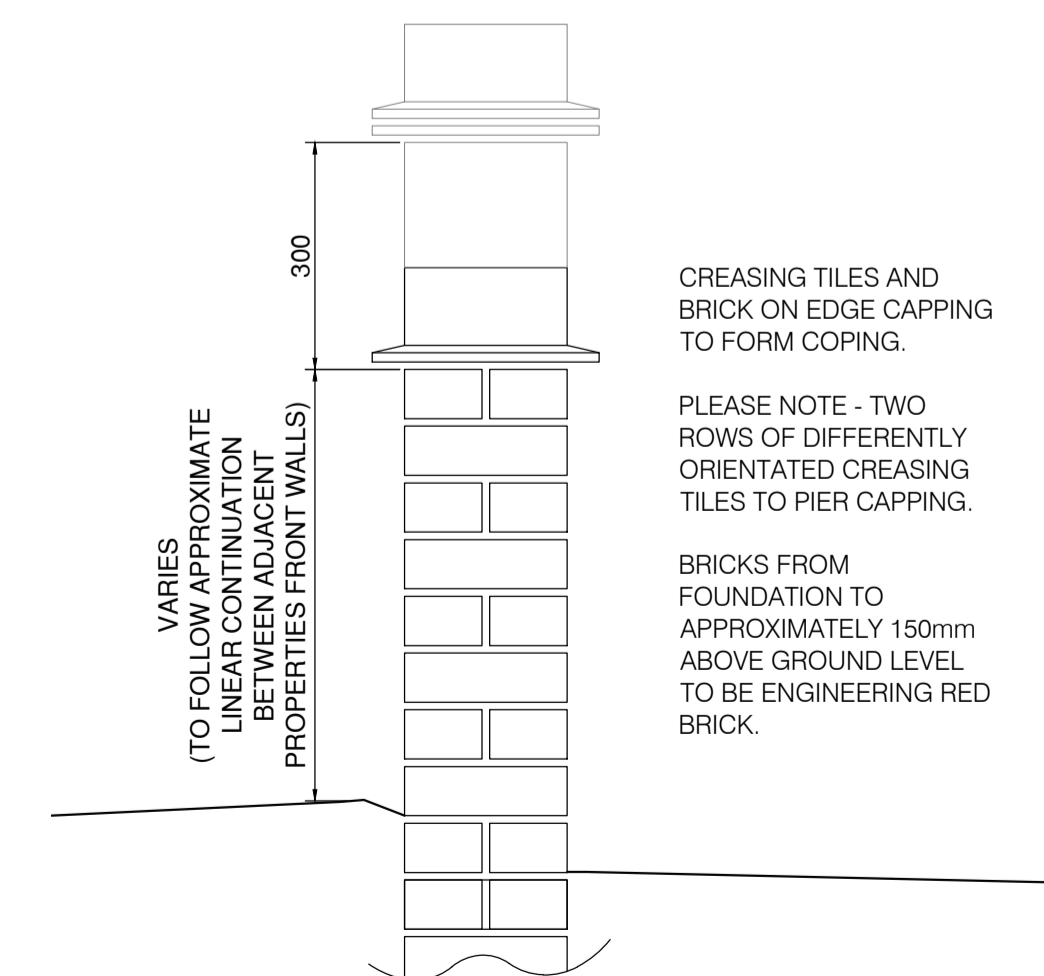 300
VARIES
(TO FOLLOW APPROXIMATE
LINEAR CONTINUATION
BETWEEN ADJACENT
PROPERTIES FRONT WALLS)
CREASING TILES AND
BRICK ON EDGE CAPPING
TO FORM COPING.
PLEASE NOTE - TWO
ROWS OF DIFFERENTLY
ORIENTATED CREASING
TILES TO PIER CAPPING.
BRICKS FROM
FOUNDATION TO
APPROXIMATELY 150mm
ABOVE GROUND LEVEL
TO BE ENGINEERING RED
BRICK.